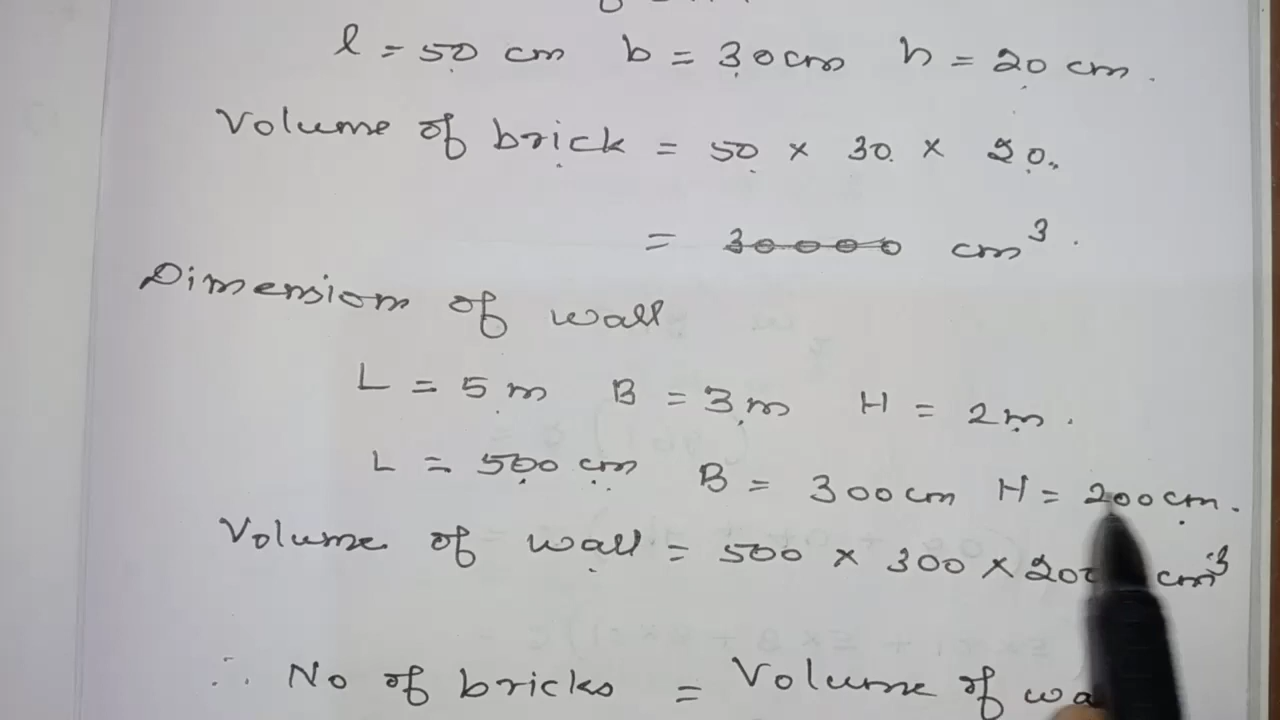 l = 50 cm b = 30 cm h = 20 cm.
Volume of brick = 50 × 30 × 20.
= 30000 cm³.
Dimension of wall
L = 5 m B = 3 m H = 2 m.
L = 500 cm B = 300 cm H = 200 cm.
Volume of wall = 500 × 300 × 200 cm³
∴ No of bricks = Volume of